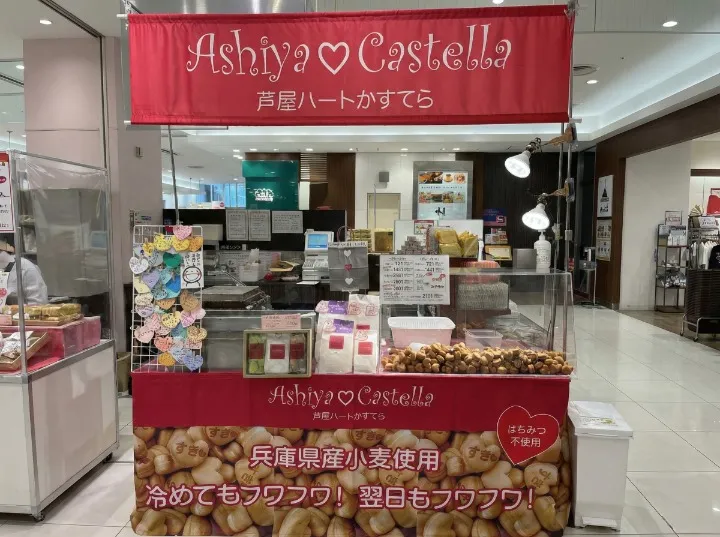 Ashiya♡Castella
芦屋ハートかすてら
Ashiya♡Castella
芦屋ハートかすてら
はちみつ
不使用
兵庫県産小麦使用
冷めてもフワフワ! 翌日もフワフワ!